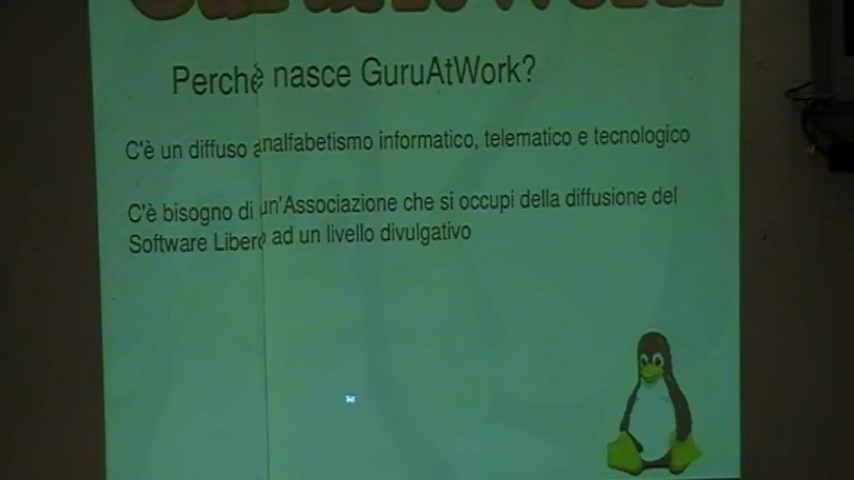 GuruAtWork
Perchè nasce GuruAtWork?
C'è un diffuso analfabetismo informatico, telematico e tecnologico
C'è bisogno di un'Associazione che si occupi della diffusione del
Software Libero ad un livello divulgativo